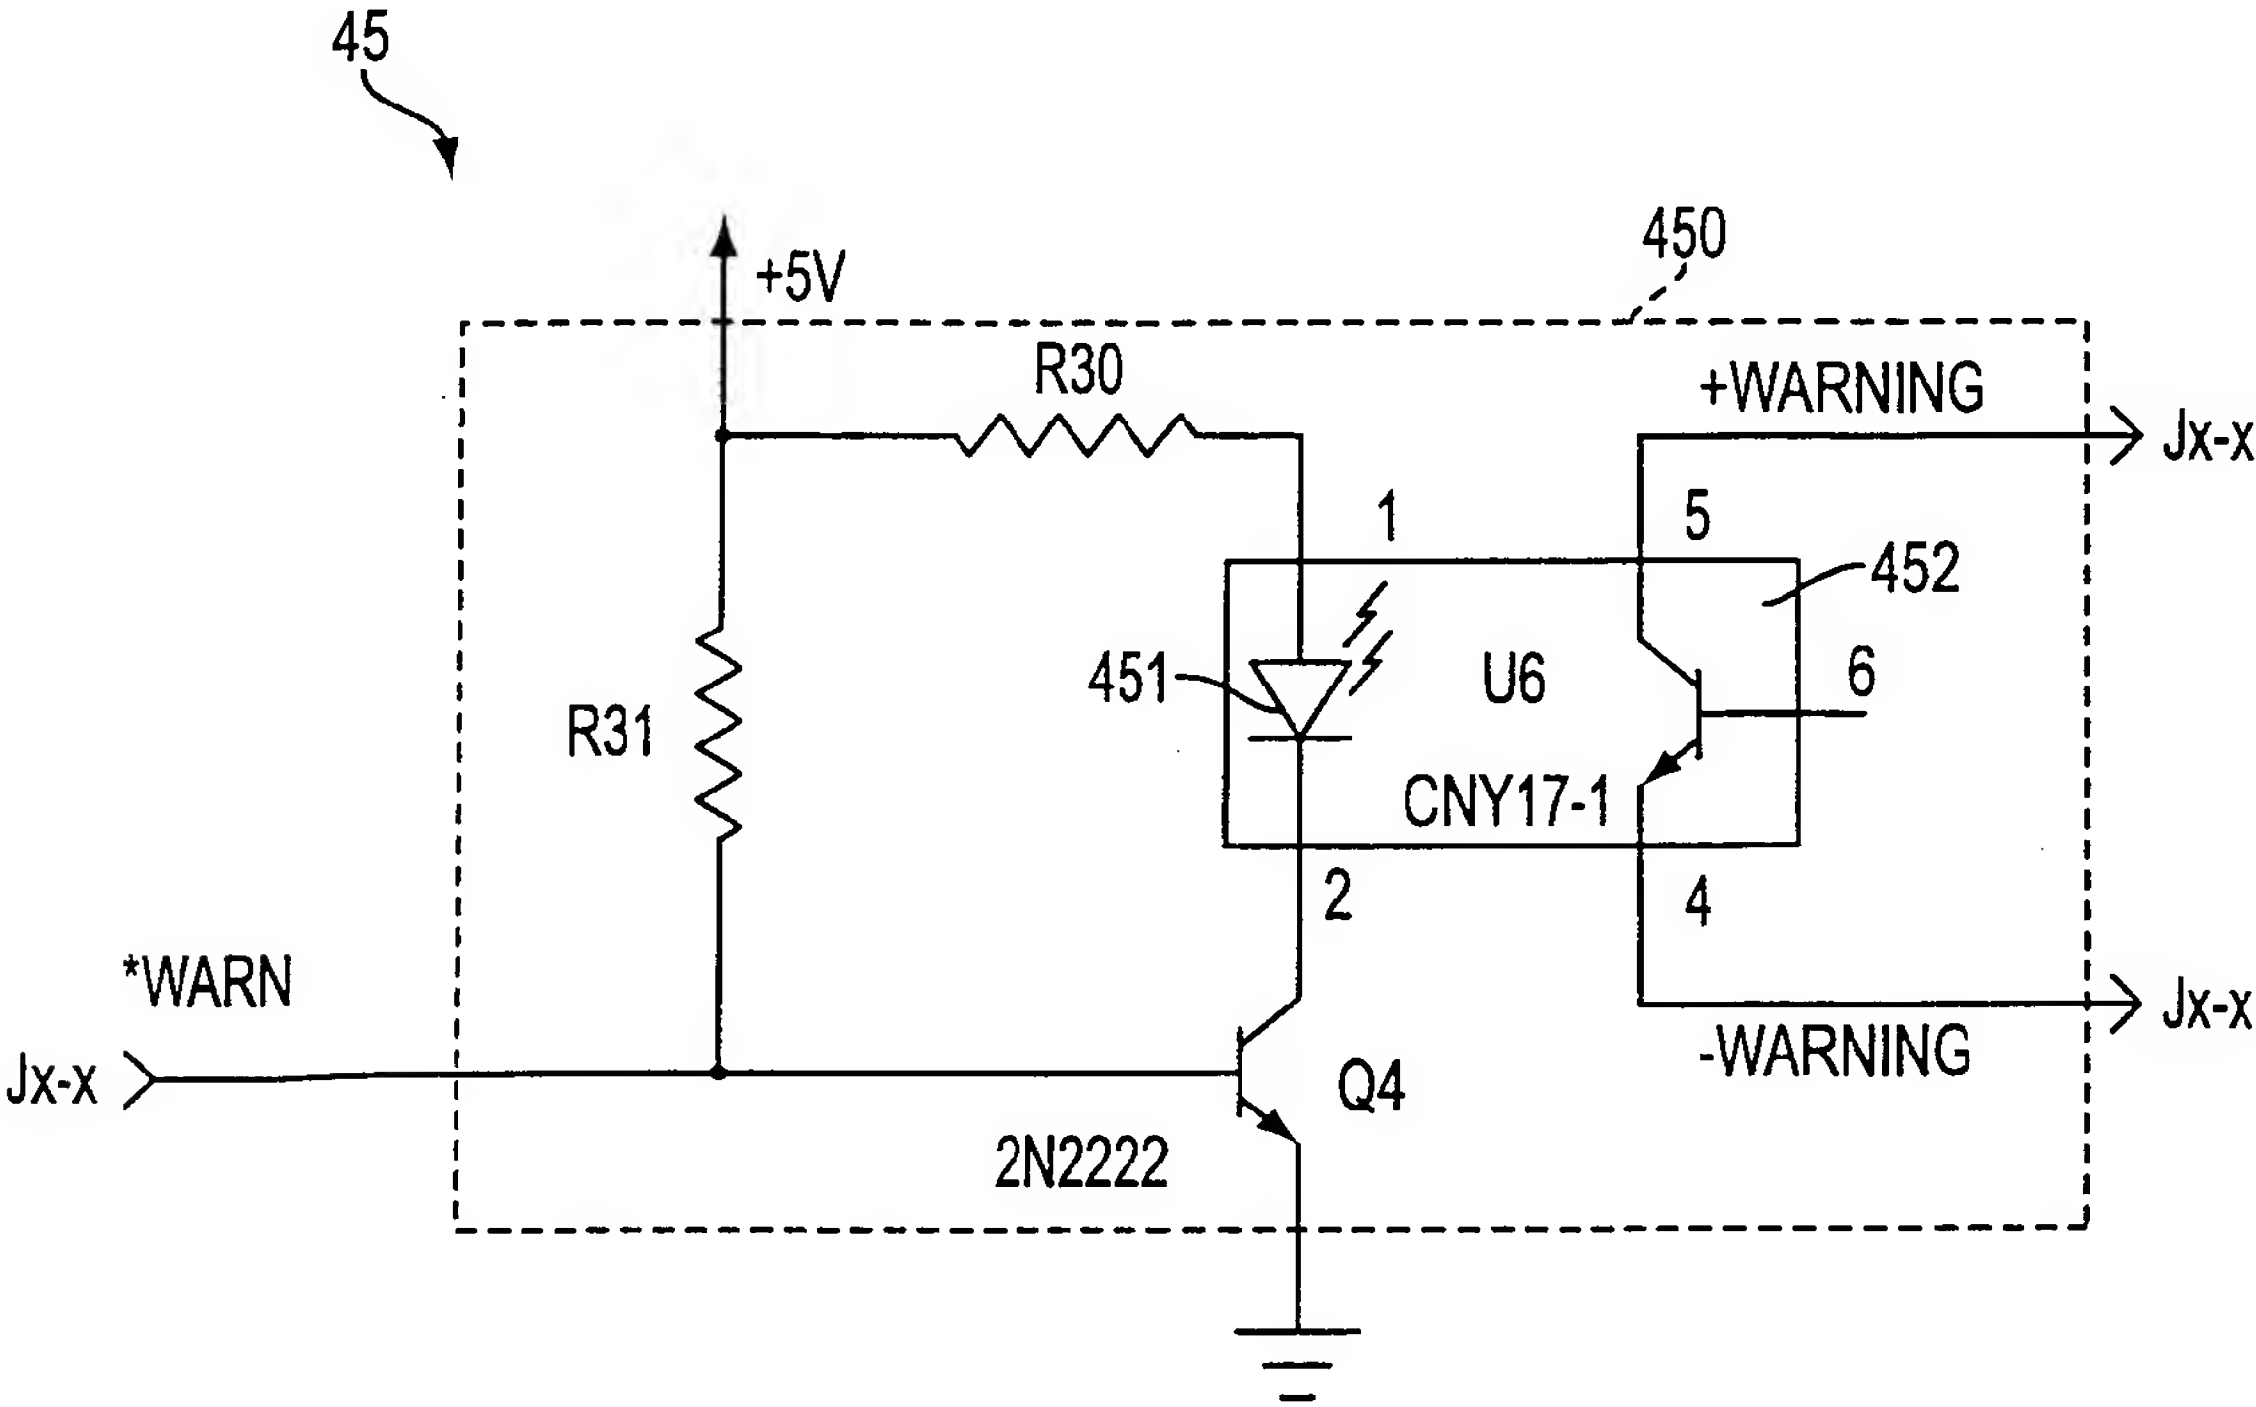 45
450
+5V
R30
+WARNING
Jx-x
1
5
452
451
U6
6
R31
CNY17-1
2
4
*WARN
Jx-x
-WARNING
Jx-x
Q4
2N2222